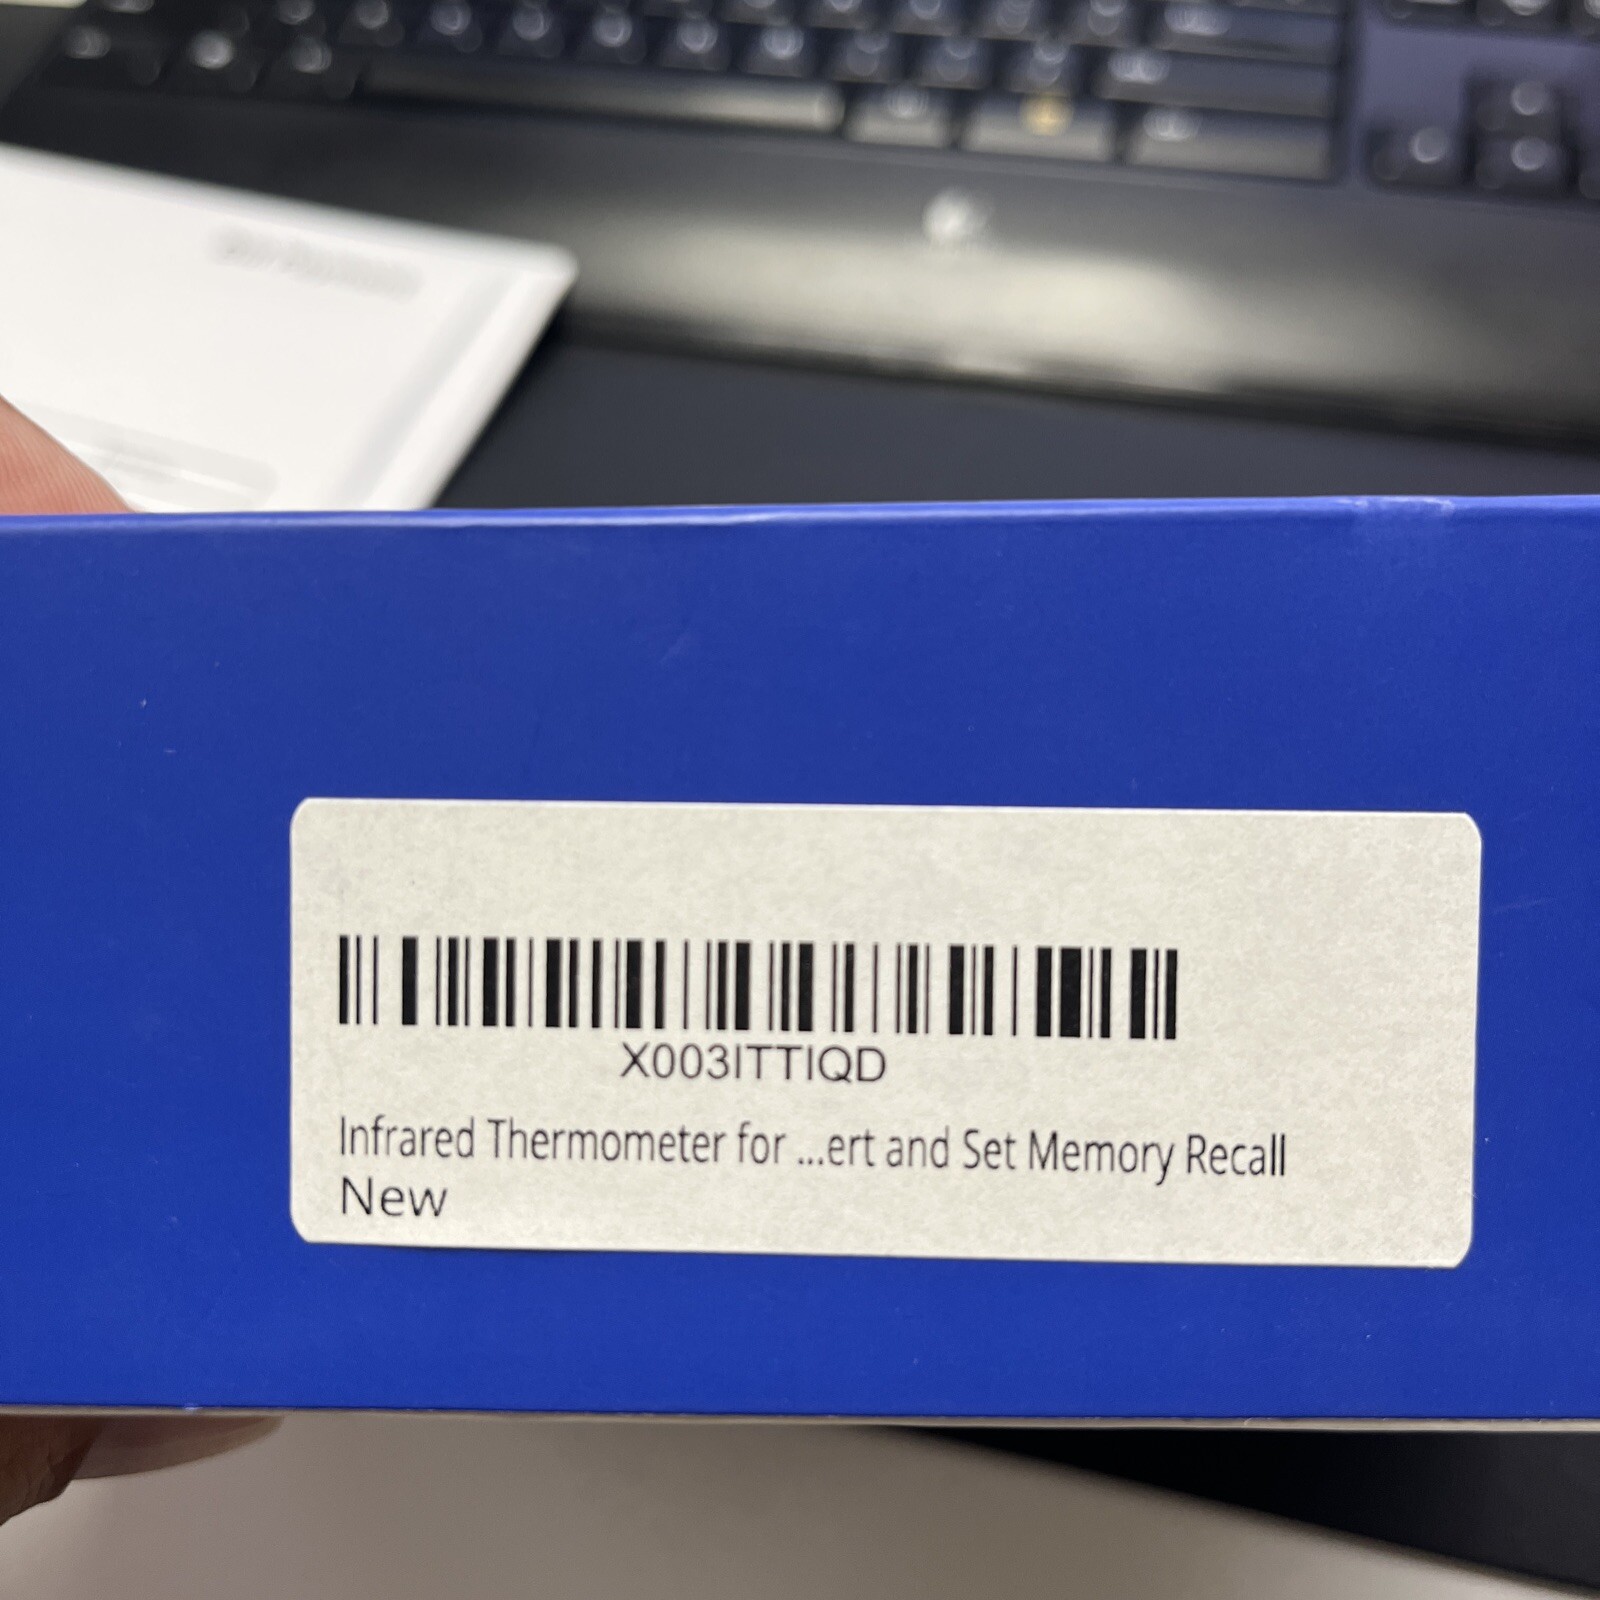 X003ITTIQD
Infrared Thermometer for ...ert and Set Memory Recall
New